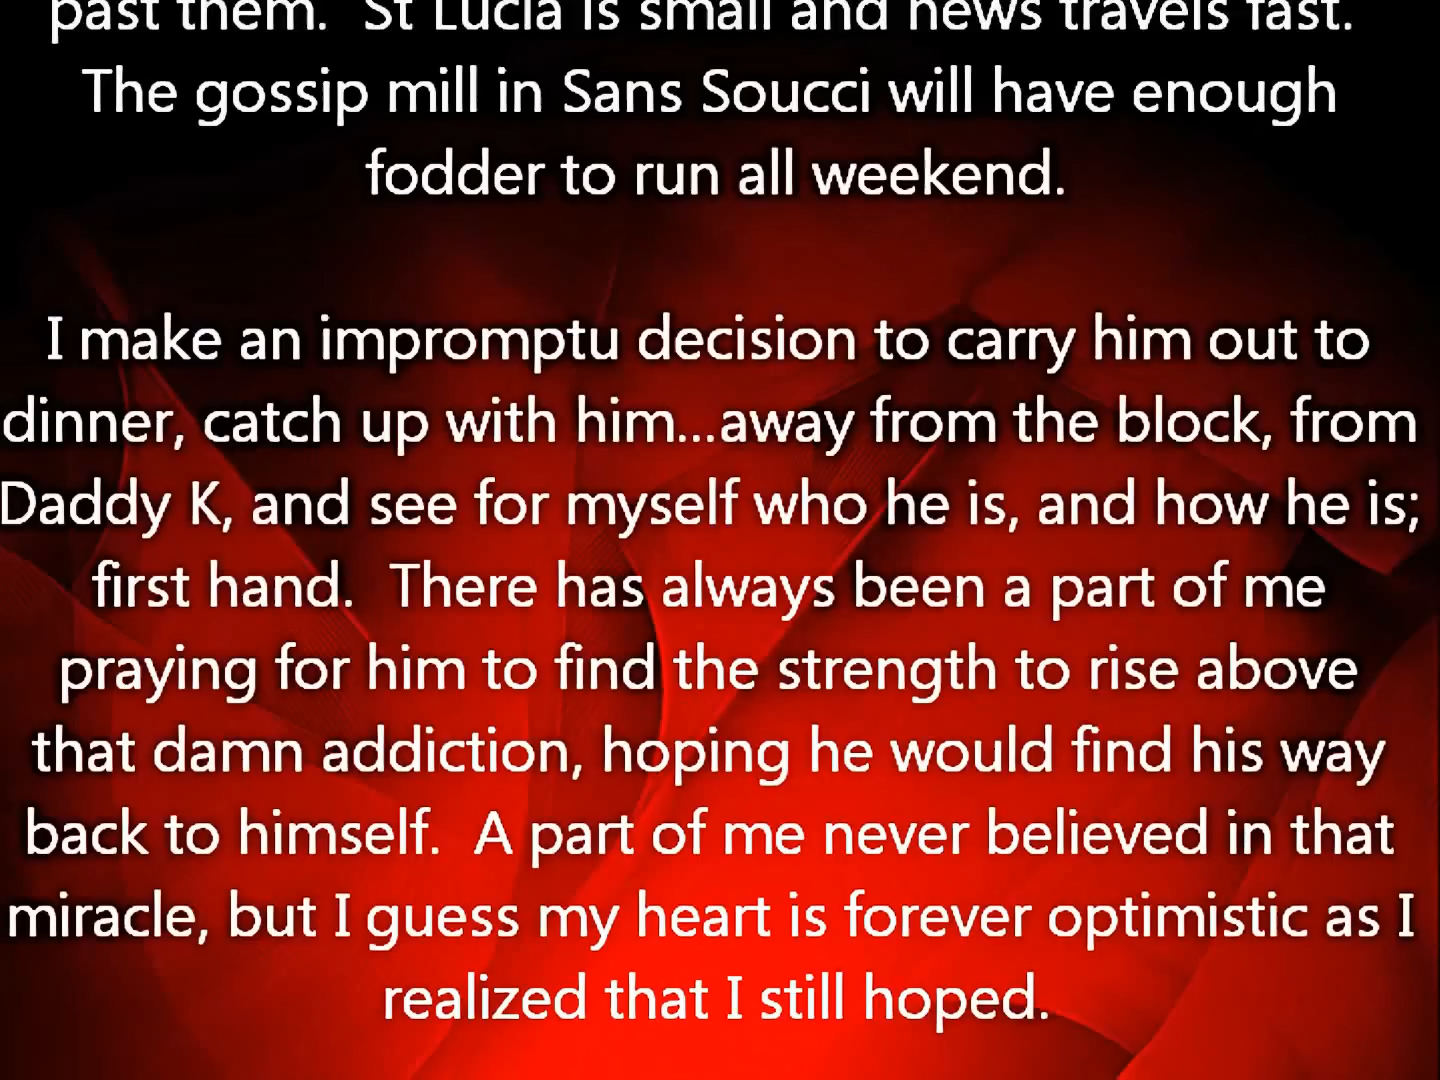 past them.  St Lucia is small and news travels fast.
The gossip mill in Sans Soucci will have enough
fodder to run all weekend.
I make an impromptu decision to carry him out to
dinner, catch up with him...away from the block, from
Daddy K, and see for myself who he is, and how he is;
first hand.  There has always been a part of me
praying for him to find the strength to rise above
that damn addiction, hoping he would find his way
back to himself.  A part of me never believed in that
miracle, but I guess my heart is forever optimistic as I
realized that I still hoped.